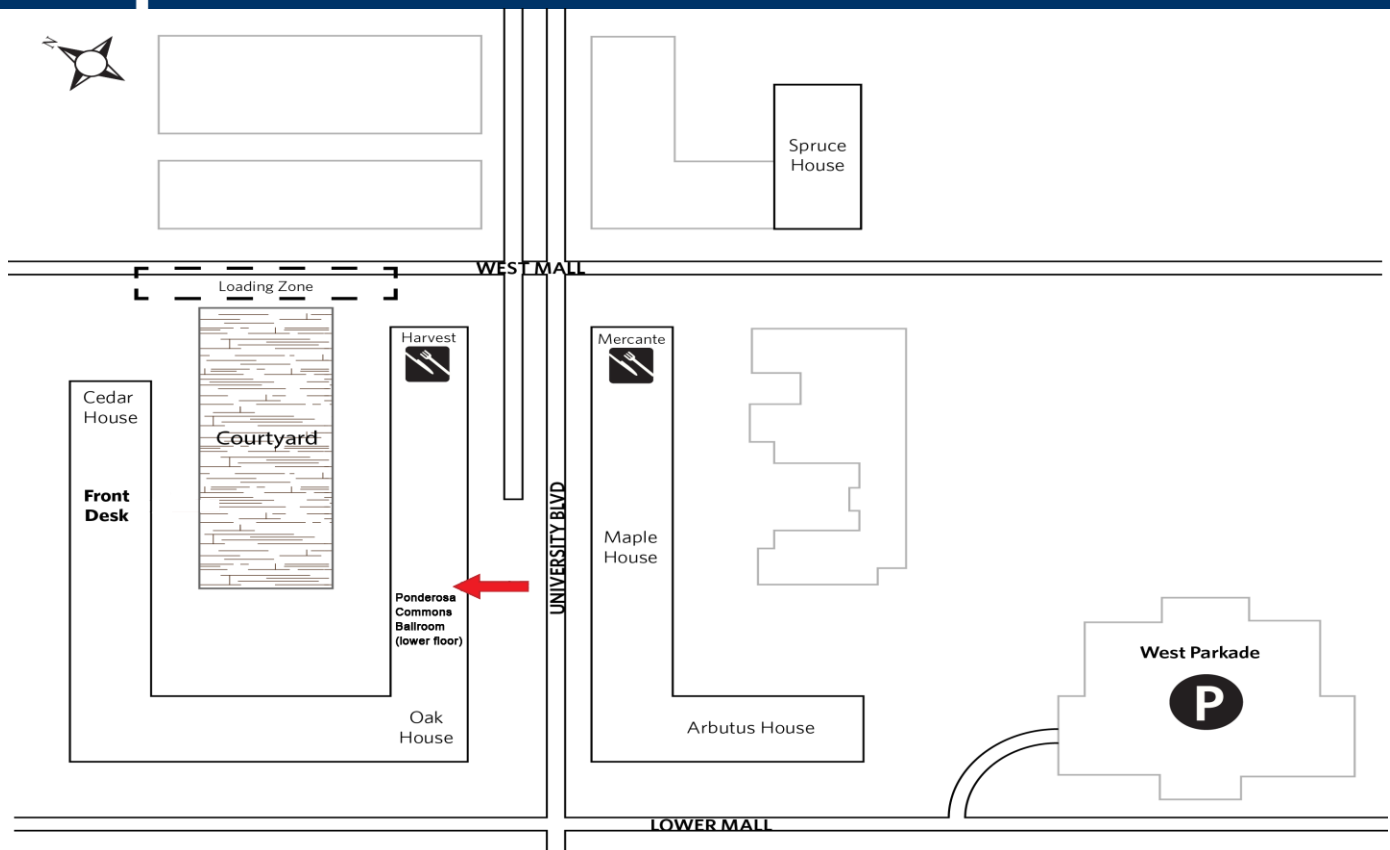 N
Spruce
House
WEST MALL
Loading Zone
Harvest
Mercante
Cedar
House
Courtyard
Front
Desk
UNIVERSITY BLVD
Maple
House
Ponderosa
Commons
Ballroom
(lower floor)
West Parkade
P
Oak
House
Arbutus House
LOWER MALL